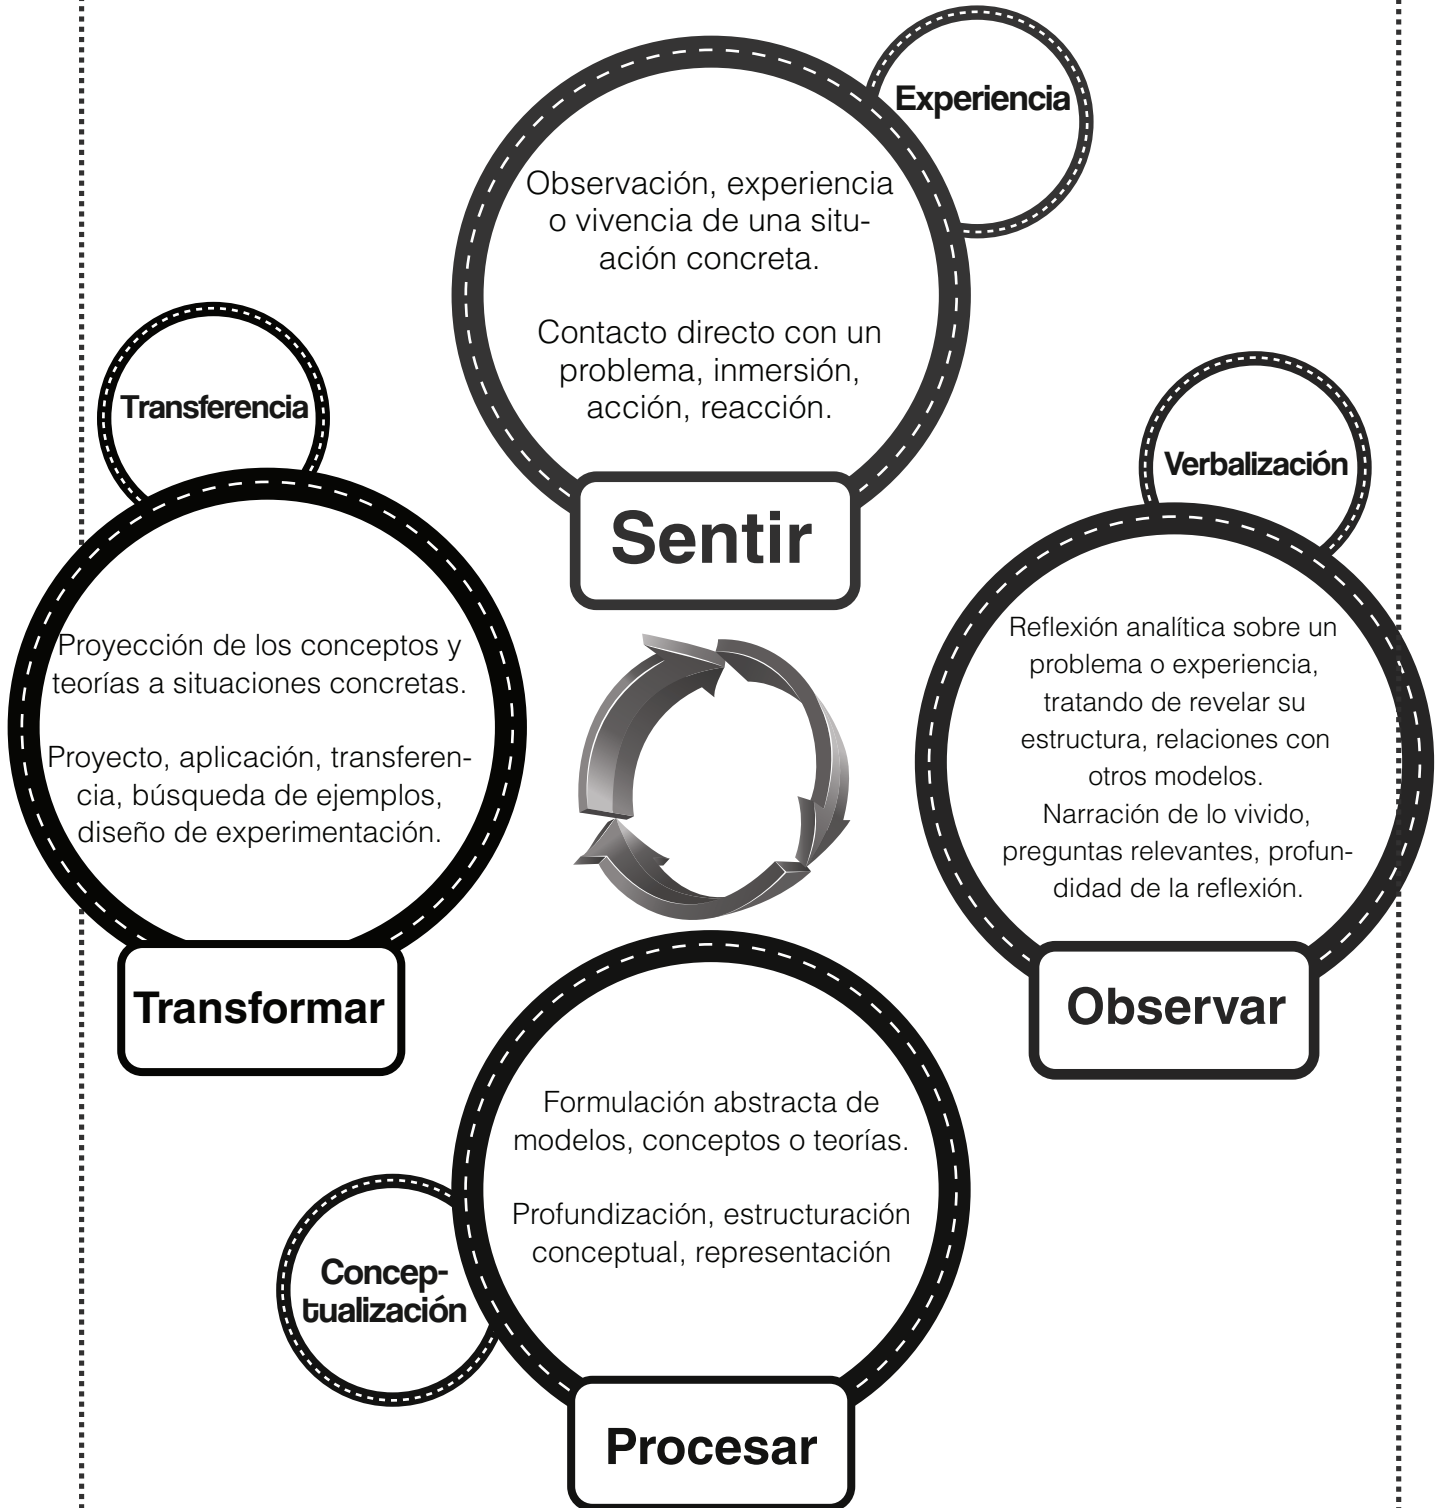 Experiencia
Observación, experiencia
o vivencia de una situ-
ación concreta.
Contacto directo con un
problema, inmersión,
acción, reacción.
Sentir
Transferencia
Proyección de los conceptos y
teorías a situaciones concretas.
Proyecto, aplicación, transferen-
cia, búsqueda de ejemplos,
diseño de experimentación.
Transformar
Verbalización
Reflexión analítica sobre un
problema o experiencia,
tratando de revelar su
estructura, relaciones con
otros modelos.
Narración de lo vivido,
preguntas relevantes, profun-
didad de la reflexión.
Observar
Formulación abstracta de
modelos, conceptos o teorías.
Profundización, estructuración
conceptual, representación
Concep-
tualización
Procesar